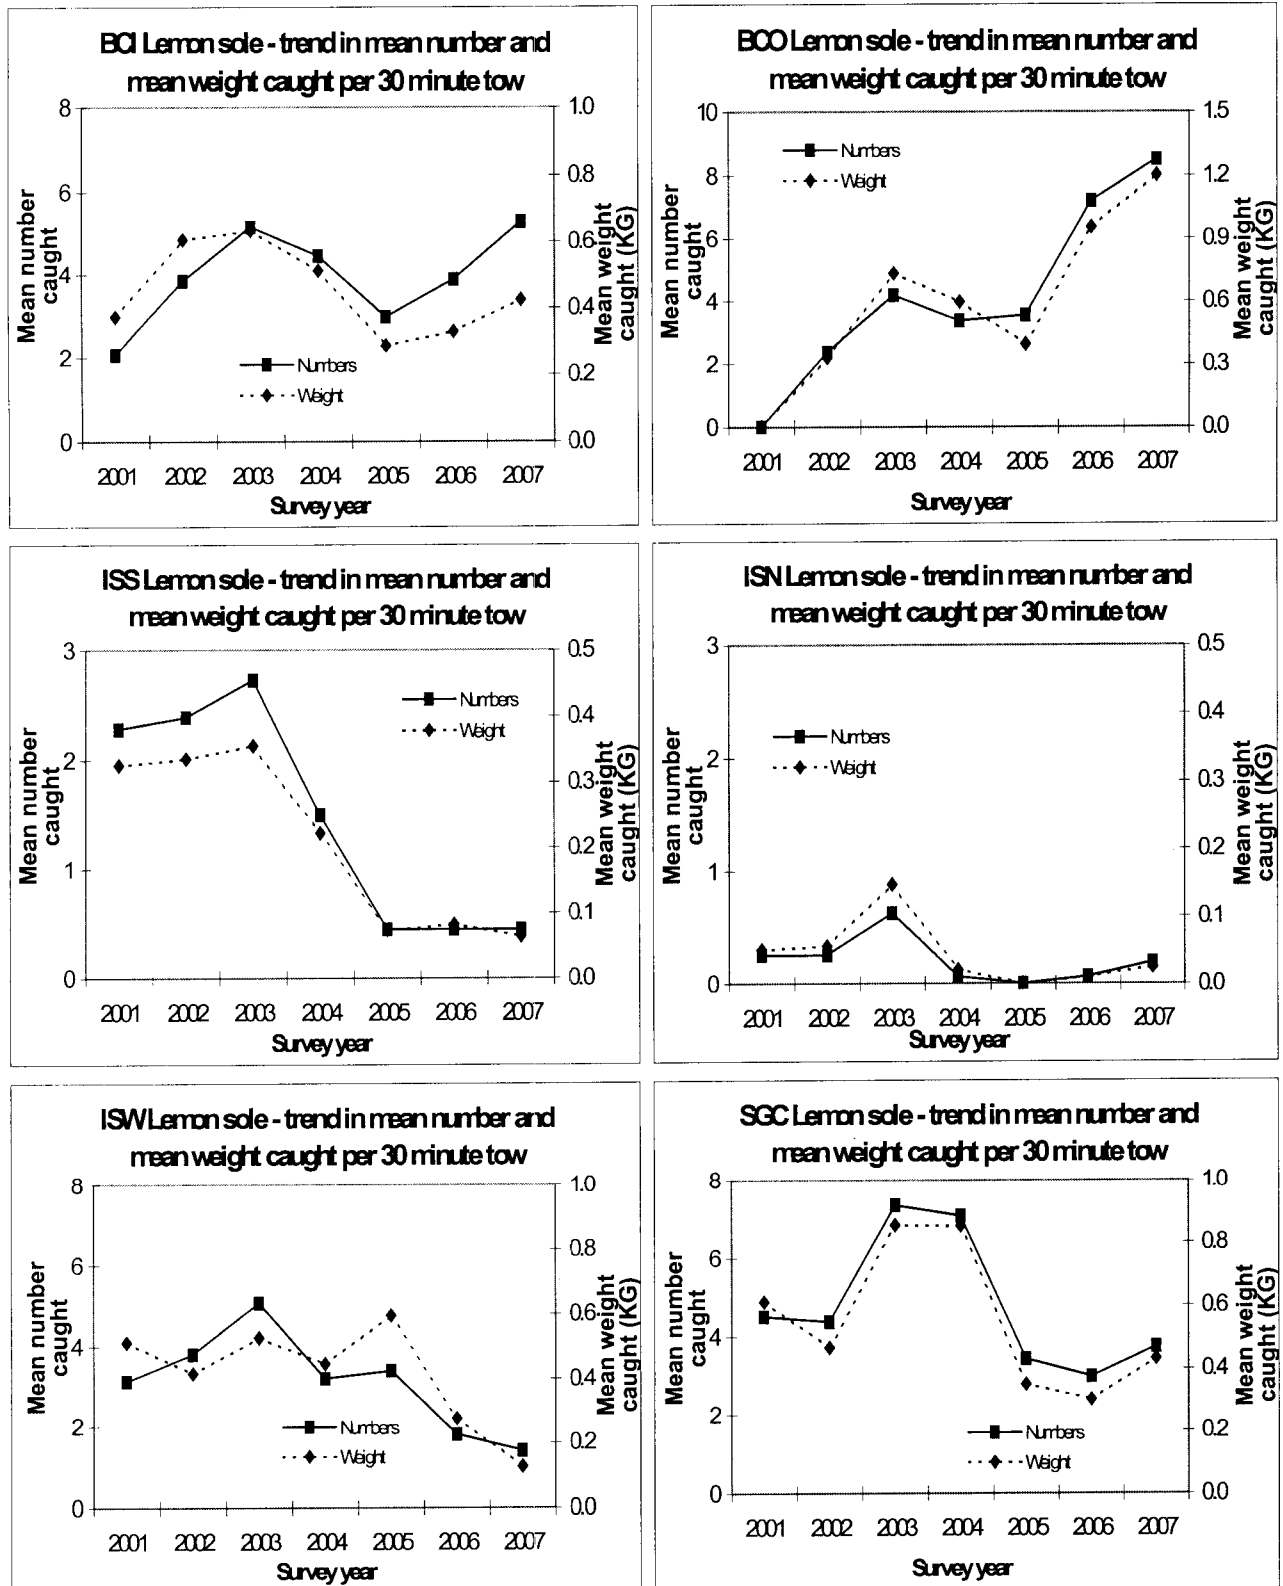 BCI Lemon sole - trend in mean number and
mean weight caught per 30 minute tow
8
6
4
2
0
1.0
0.8
0.6
0.4
0.2
0.0
Mean number
caught
Mean weight
caught (KG)
Numbers
Weight
2001 2002 2003 2004 2005 2006 2007
Survey year
BCO Lemon sole - trend in mean number and
mean weight caught per 30 minute tow
10
8
6
4
2
0
1.5
1.2
0.9
0.6
0.3
0.0
Mean number
caught
Mean weight
caught (KG)
Numbers
Weight
2001 2002 2003 2004 2005 2006 2007
Survey year
ISS Lemon sole - trend in mean number and
mean weight caught per 30 minute tow
3
2
1
0
0.5
0.4
0.3
0.2
0.1
0.0
Mean number
caught
Mean weight
caught (KG)
Numbers
Weight
2001 2002 2003 2004 2005 2006 2007
Survey year
ISN Lemon sole - trend in mean number and
mean weight caught per 30 minute tow
3
2
1
0
0.5
0.4
0.3
0.2
0.1
0.0
Mean number
caught
Mean weight
caught (KG)
Numbers
Weight
2001 2002 2003 2004 2005 2006 2007
Survey year
ISW Lemon sole - trend in mean number and
mean weight caught per 30 minute tow
8
6
4
2
0
1.0
0.8
0.6
0.4
0.2
0.0
Mean number
caught
Mean weight
caught (KG)
Numbers
Weight
2001 2002 2003 2004 2005 2006 2007
Survey year
SGC Lemon sole - trend in mean number and
mean weight caught per 30 minute tow
8
6
4
2
0
1.0
0.8
0.6
0.4
0.2
0.0
Mean number
caught
Mean weight
caught (KG)
Numbers
Weight
2001 2002 2003 2004 2005 2006 2007
Survey year